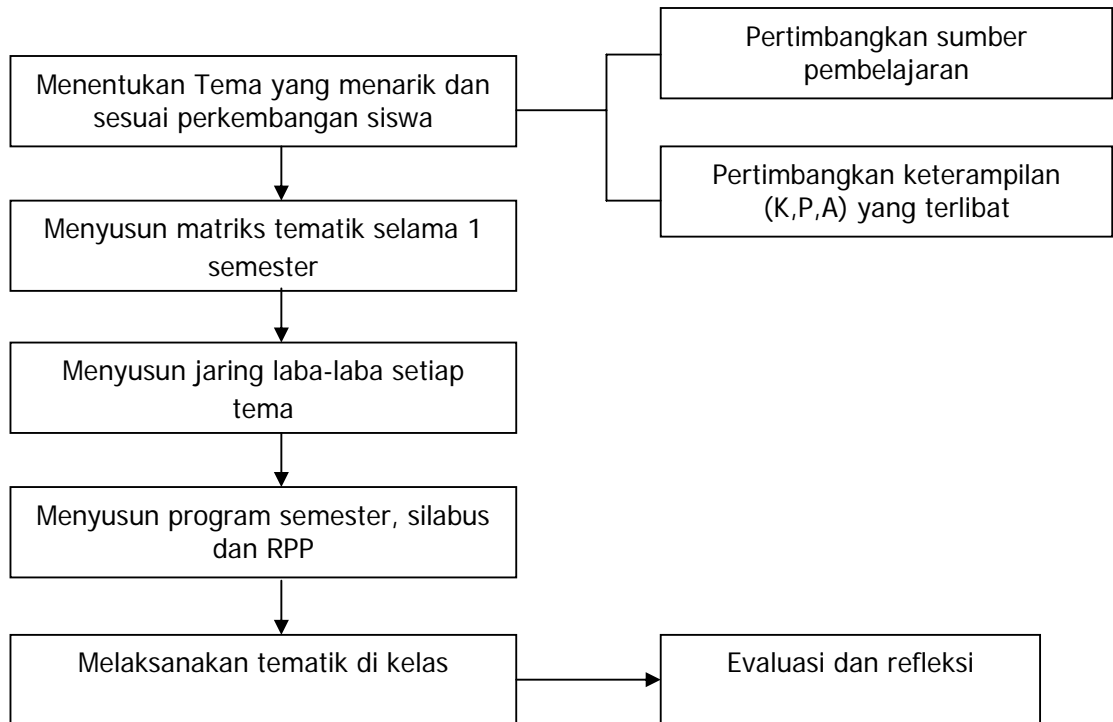 Menentukan Tema yang menarik dan
sesuai perkembangan siswa
Pertimbangkan sumber
pembelajaran
Pertimbangkan keterampilan
(K,P,A) yang terlibat
Menyusun matriks tematik selama 1
semester
Menyusun jaring laba-laba setiap
tema
Menyusun program semester, silabus
dan RPP
Melaksanakan tematik di kelas
Evaluasi dan refleksi